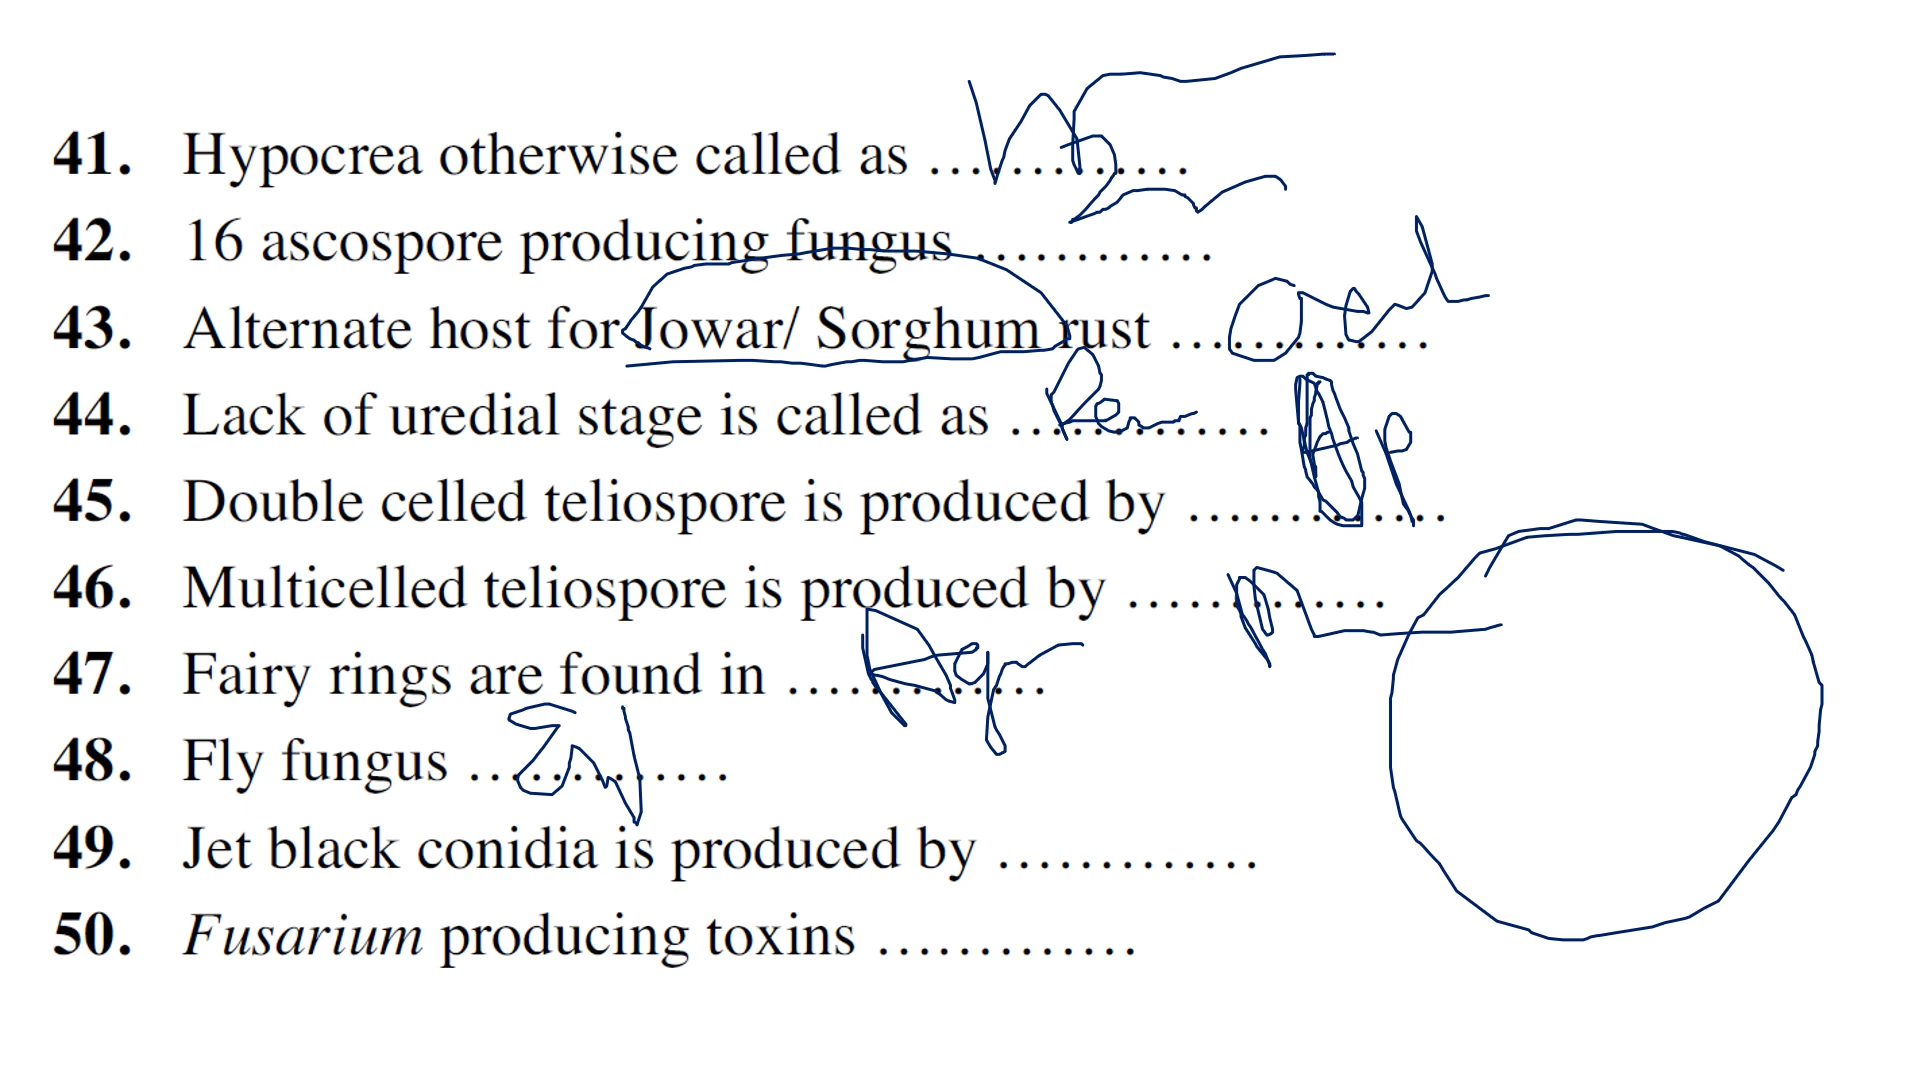 41. Hypocrea otherwise called as .............
42. 16 ascospore producing fungus ............
43. Alternate host for Jowar/ Sorghum rust .............
44. Lack of uredial stage is called as .............
45. Double celled teliospore is produced by .............
46. Multicelled teliospore is produced by .............
47. Fairy rings are found in .............
48. Fly fungus .............
49. Jet black conidia is produced by .............
50. Fusarium producing toxins .............